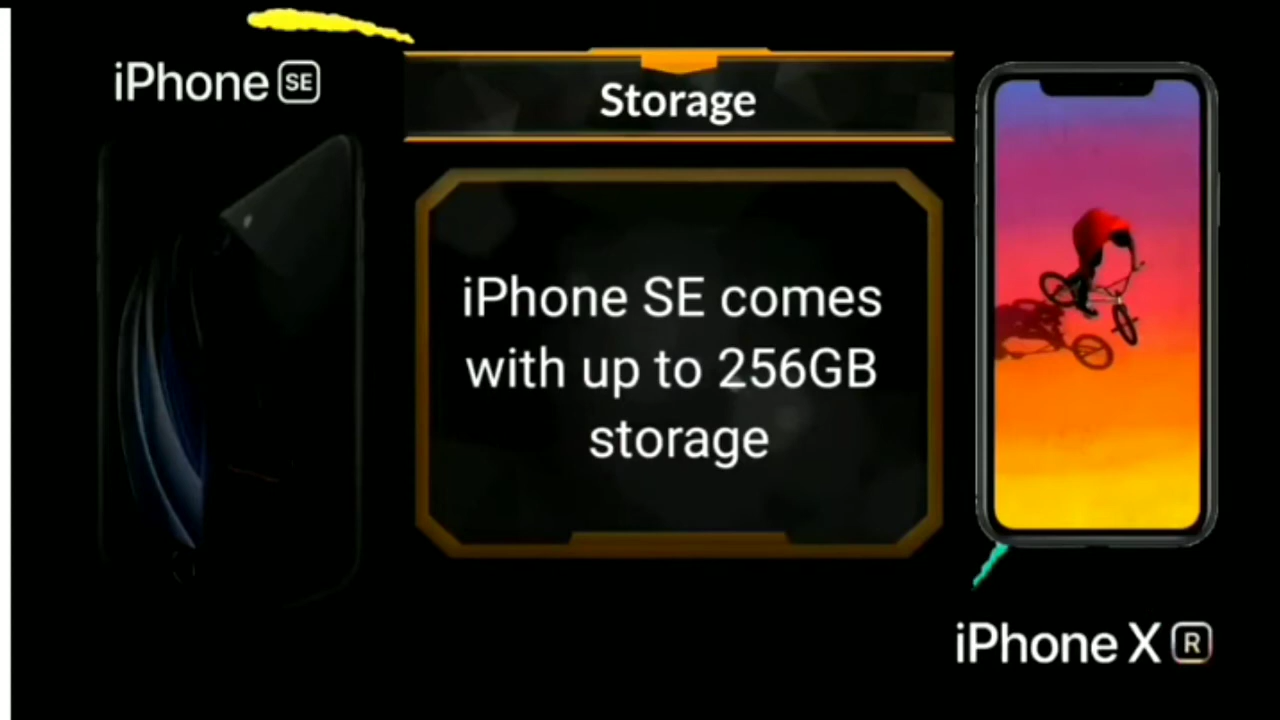 iPhone SE
Storage
iPhone SE comes
with up to 256GB
storage
iPhone XR